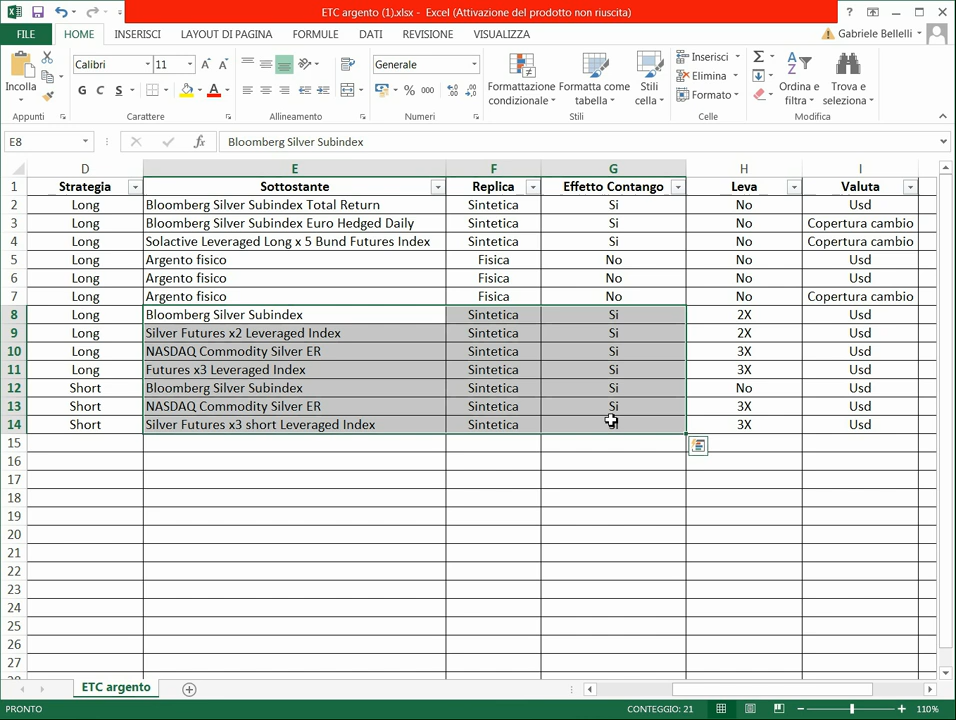 ETC argento (1).xlsx - Excel (Attivazione del prodotto non riuscita)
FILE HOME INSERISCI LAYOUT DI PAGINA FORMULE DATI REVISIONE VISUALIZZA Gabriele Bellelli
Incolla
Calibri 11
Generale
Formattazione condizionale
Formatta come tabella
Stili cella
Inserisci
Elimina
Formato
Ordina e filtra
Trova e seleziona
Appunti Carattere Allineamento Numeri Stili Celle Modifica
E8 Bloomberg Silver Subindex
D E F G H I
1 Strategia Sottostante Replica Effetto Contango Leva Valuta
2 Long Bloomberg Silver Subindex Total Return Sintetica Si No Usd
3 Long Bloomberg Silver Subindex Euro Hedged Daily Sintetica Si No Copertura cambio
4 Long Solactive Leveraged Long x 5 Bund Futures Index Sintetica Si No Copertura cambio
5 Long Argento fisico Fisica No No Usd
6 Long Argento fisico Fisica No No Usd
7 Long Argento fisico Fisica No No Copertura cambio
8 Long Bloomberg Silver Subindex Sintetica Si 2X Usd
9 Long Silver Futures x2 Leveraged Index Sintetica Si 2X Usd
10 Long NASDAQ Commodity Silver ER Sintetica Si 3X Usd
11 Long Futures x3 Leveraged Index Sintetica Si 3X Usd
12 Short Bloomberg Silver Subindex Sintetica Si No Usd
13 Short NASDAQ Commodity Silver ER Sintetica Si 3X Usd
14 Short Silver Futures x3 short Leveraged Index Sintetica 3X Usd
15
16
17
18
19
20
21
22
23
24
25
26
27
ETC argento
PRONTO CONTEGGIO: 21 110%